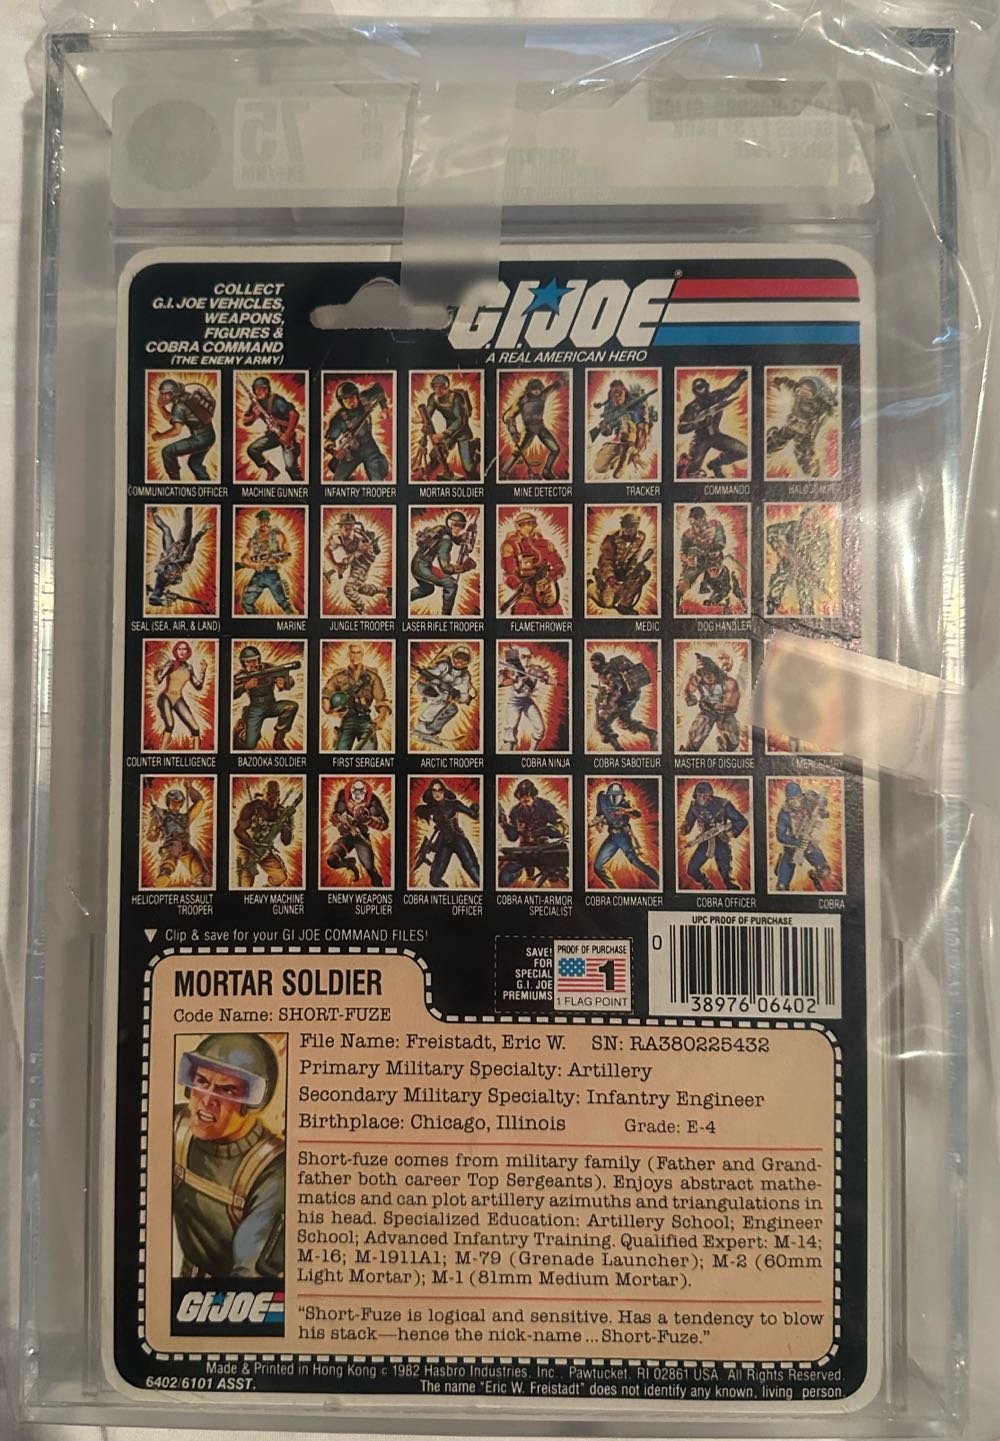 75
COLLECT
G.I. JOE VEHICLES,
WEAPONS,
FIGURES &
COBRA COMMAND
(THE ENEMY ARMY)
G.I. JOE®
A REAL AMERICAN HERO
COMMUNICATIONS OFFICER MACHINE GUNNER INFANTRY TROOPER MORTAR SOLDIER MINE DETECTOR TRACKER COMMANDO HALO JUMPER
SEAL (SEA, AIR, & LAND) MARINE JUNGLE TROOPER LASER RIFLE TROOPER FLAMETHROWER MEDIC DOG HANDLER
COUNTER INTELLIGENCE BAZOOKA SOLDIER FIRST SERGEANT ARCTIC TROOPER COBRA NINJA COBRA SABOTEUR MASTER OF DISGUISE MERCENARY
HELICOPTER ASSAULT TROOPER HEAVY MACHINE GUNNER ENEMY WEAPONS SUPPLIER COBRA INTELLIGENCE OFFICER COBRA ANTI-ARMOR SPECIALIST COBRA COMMANDER COBRA OFFICER COBRA
▼ Clip & save for your GI JOE COMMAND FILES!
SAVE!
FOR
SPECIAL
G.I. JOE
PREMIUMS
PROOF OF PURCHASE
1
1 FLAG POINT
UPC PROOF OF PURCHASE
0 38976 06402
MORTAR SOLDIER
Code Name: SHORT-FUZE
File Name: Freistadt, Eric W. SN: RA380225432
Primary Military Specialty: Artillery
Secondary Military Specialty: Infantry Engineer
Birthplace: Chicago, Illinois Grade: E-4
Short-fuze comes from military family (Father and Grand-
father both career Top Sergeants). Enjoys abstract mathe-
matics and can plot artillery azimuths and triangulations in
his head. Specialized Education: Artillery School; Engineer
School; Advanced Infantry Training. Qualified Expert: M-14;
M-16; M-1911A1; M-79 (Grenade Launcher); M-2 (60mm
Light Mortar); M-1 (81mm Medium Mortar).
GI JOE
"Short-Fuze is logical and sensitive. Has a tendency to blow
his stack—hence the nick-name ... Short-Fuze."
Made & Printed in Hong Kong © 1982 Hasbro Industries, Inc., Pawtucket, RI 02861 USA. All Rights Reserved.
6402/6101 ASST. The name "Eric W. Freistadt" does not identify any known, living person.